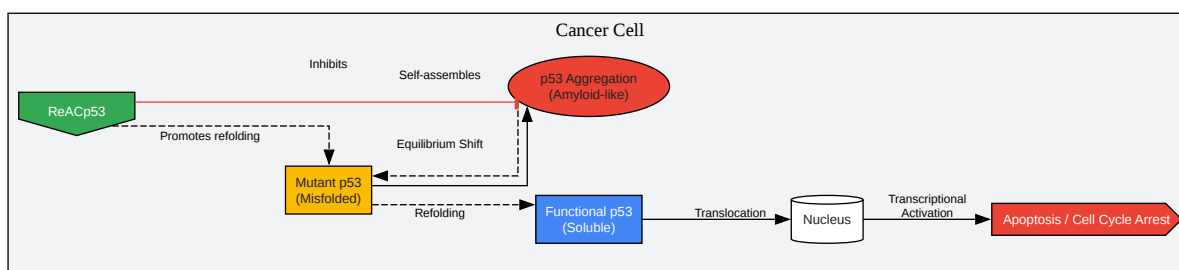 Cancer Cell
Inhibits
Self-assembles
p53 Aggregation
(Amyloid-like)
ReACp53
Promotes refolding
Equilibrium Shift
Mutant p53
(Misfolded)
Refolding
Functional p53
(Soluble)
Translocation
Nucleus
Transcriptional
Activation
Apoptosis / Cell Cycle Arrest